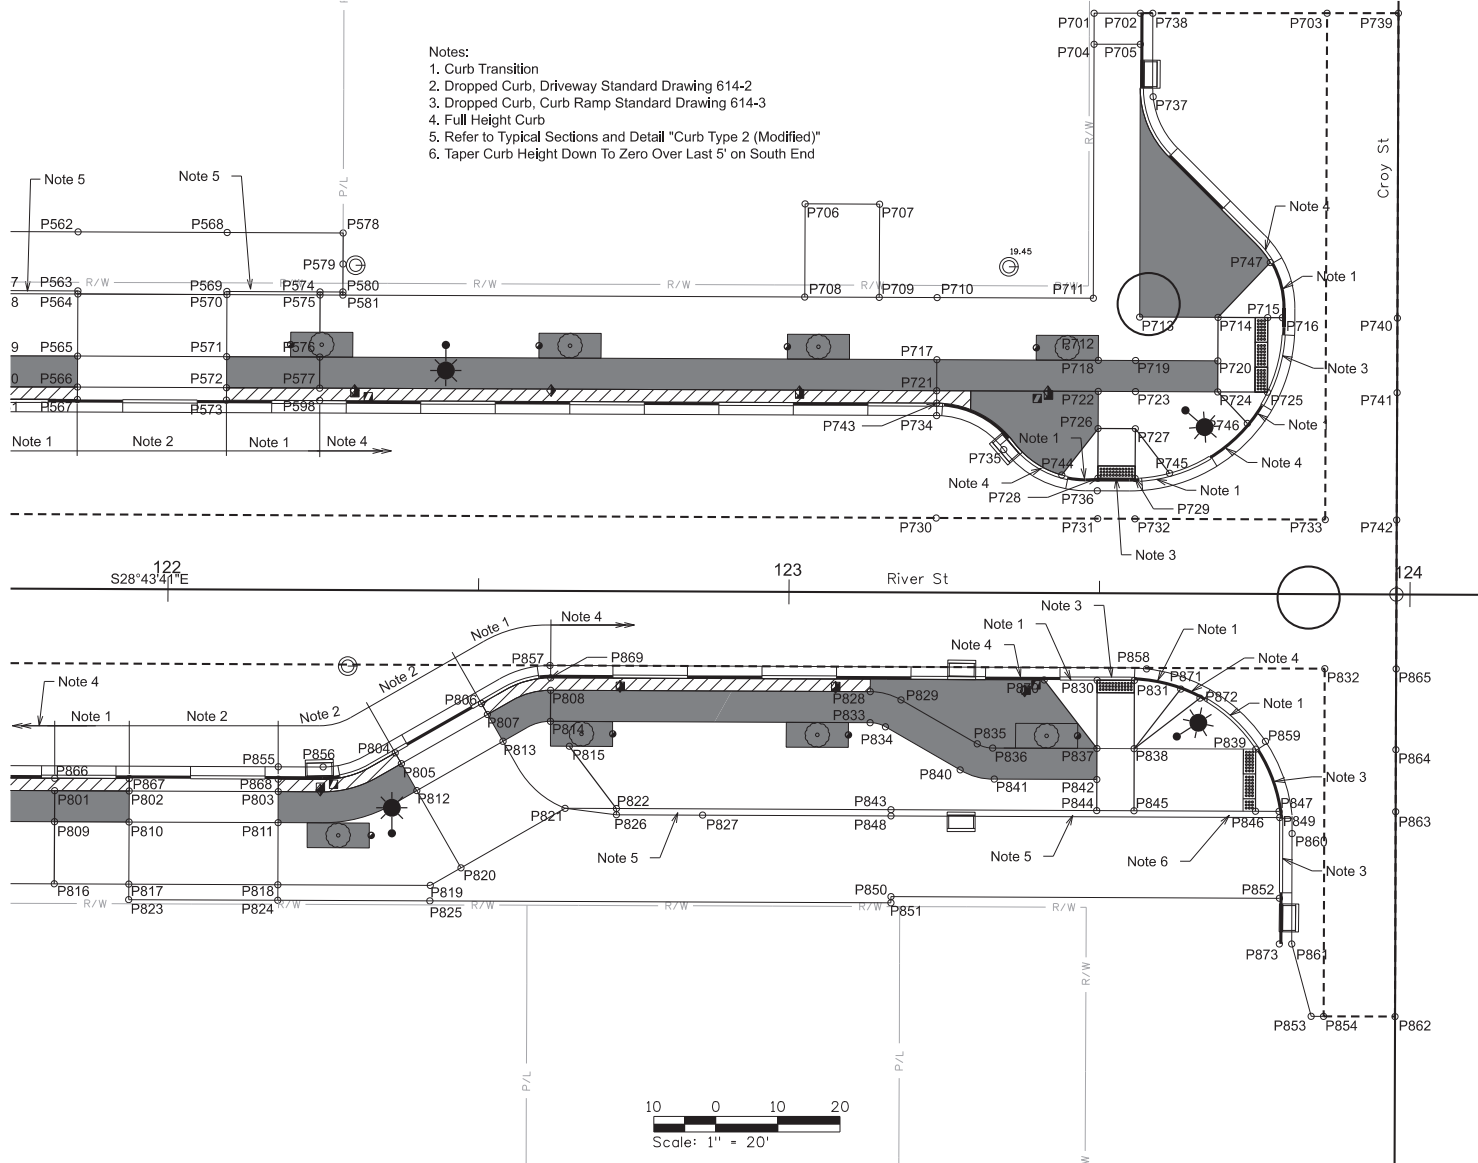 P701 P702 P738 P703 P739
P704 P705
Notes:
1. Curb Transition
2. Dropped Curb, Driveway Standard Drawing 614-2
3. Dropped Curb, Curb Ramp Standard Drawing 614-3
4. Full Height Curb
5. Refer to Typical Sections and Detail "Curb Type 2 (Modified)"
6. Taper Curb Height Down To Zero Over Last 5' on South End
P/L
R/W
P737
Croy St
Note 5
Note 5
P/L
P706 P707
Note 4
P562 P568 P578
P579
19.45
P747
Note 1
7 P563 R/W P569 P574 R/W P580 R/W R/W R/W R/W
8 P564 P570 P575 P581
P708 P709 P710 P711
P713 P714 P715 P716 P740
9 P565 P571 P576
P717 P712
P718 P719 P720
Note 3
0 P566 P572 P577
P721 P722 P723 P724 P725 P741
1 P567 P573 P598
P743 P734
P726 P727 P746 Note 1
Note 1 Note 2 Note 1 Note 4
P735 Note 1
P744 P745
Note 4
Note 4
P728 P736 Note 1
P729
P730 P731 P732 P733 P742
Note 3
122
S28°43'41"E
123
River St
124
Note 3
Note 4
Note 1
Note 1
Note 1
Note 4
P857 P869
P858
Note 4
P871
P832 P865
Note 2
Note 4
P870 P830 P831
P872
P806 P807 P808
P828 P829
Note 1
Note 1 Note 2 Note 2
P833 P834
P814 P813 P815
P835 P836 P837 P838
P839 P859
P864
P855 P856 P804
P805
P866 P867 P868
P840 P841 P842
Note 3
P801 P802 P803 P812
P822 P821 P826 P827
P843 P848
P844 P845
P846 P847 P849 P863
P809 P810 P811
P860
Note 5 Note 5 Note 6
Note 3
P820
P816 P817 P818 P819
P823 P824 P825
R/W R/W R/W R/W R/W R/W
P850 P851
P852
P873 P861
R/W
P853 P854 P862
P/L P/L
10 0 10 20
Scale: 1" = 20'
W